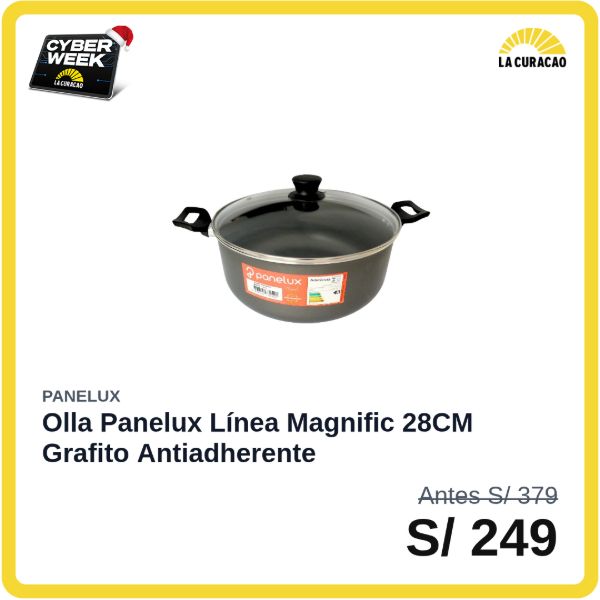 CYBER
WEEK
LA CURACAO
LA CURACAO
panelux
PANELUX
Olla Panelux Línea Magnific 28CM
Grafito Antiadherente
Antes S/ 379
S/ 249